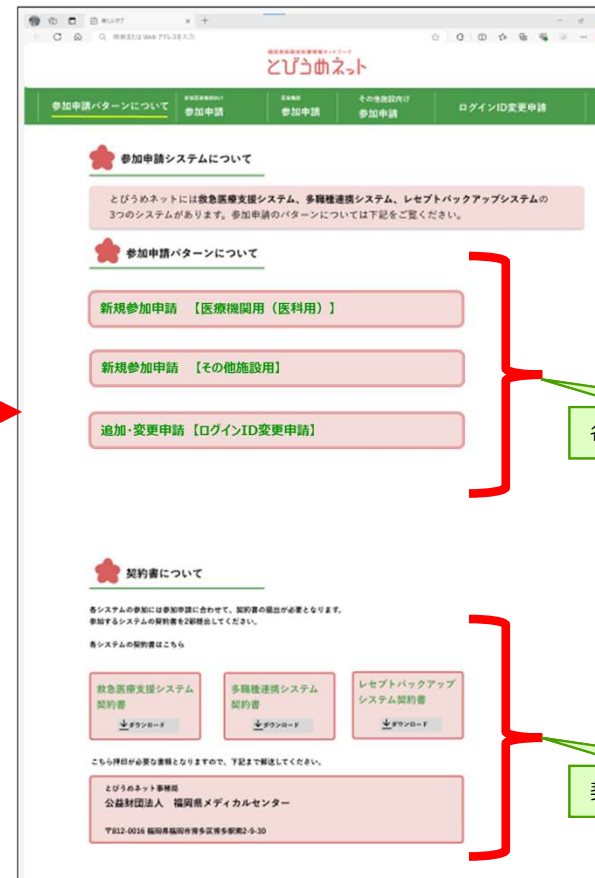 新しいタブ
検索または Web アドレスを入力
とびうめネット
参加申請パターンについて
参加申請
医療機関
参加申請
その他施設向け
参加申請
ログインID変更申請
参加申請システムについて
とびうめネットには救急医療支援システム、多職種連携システム、レセプトバックアップシステムの
3つのシステムがあります。参加申請のパターンについては下記をご覧ください。
参加申請パターンについて
新規参加申請 【医療機関用（医科用）】
新規参加申請 【その他施設用】
追加・変更申請【ログインID変更申請】
契約書について
各システムの参加には参加申請に合わせて、契約書の提出が必要となります。
参加するシステムの契約書を2部提出してください。
各システムの契約書はこちら
救急医療支援システム
契約書
ダウンロード
多職種連携システム
契約書
ダウンロード
レセプトバックアップ
システム契約書
ダウンロード
こちら押印が必要な書類となりますので、下記まで郵送してください。
とびうめネット事務局
公益財団法人 福岡県メディカルセンター
〒812-0016 福岡県福岡市博多区博多駅南2-9-30